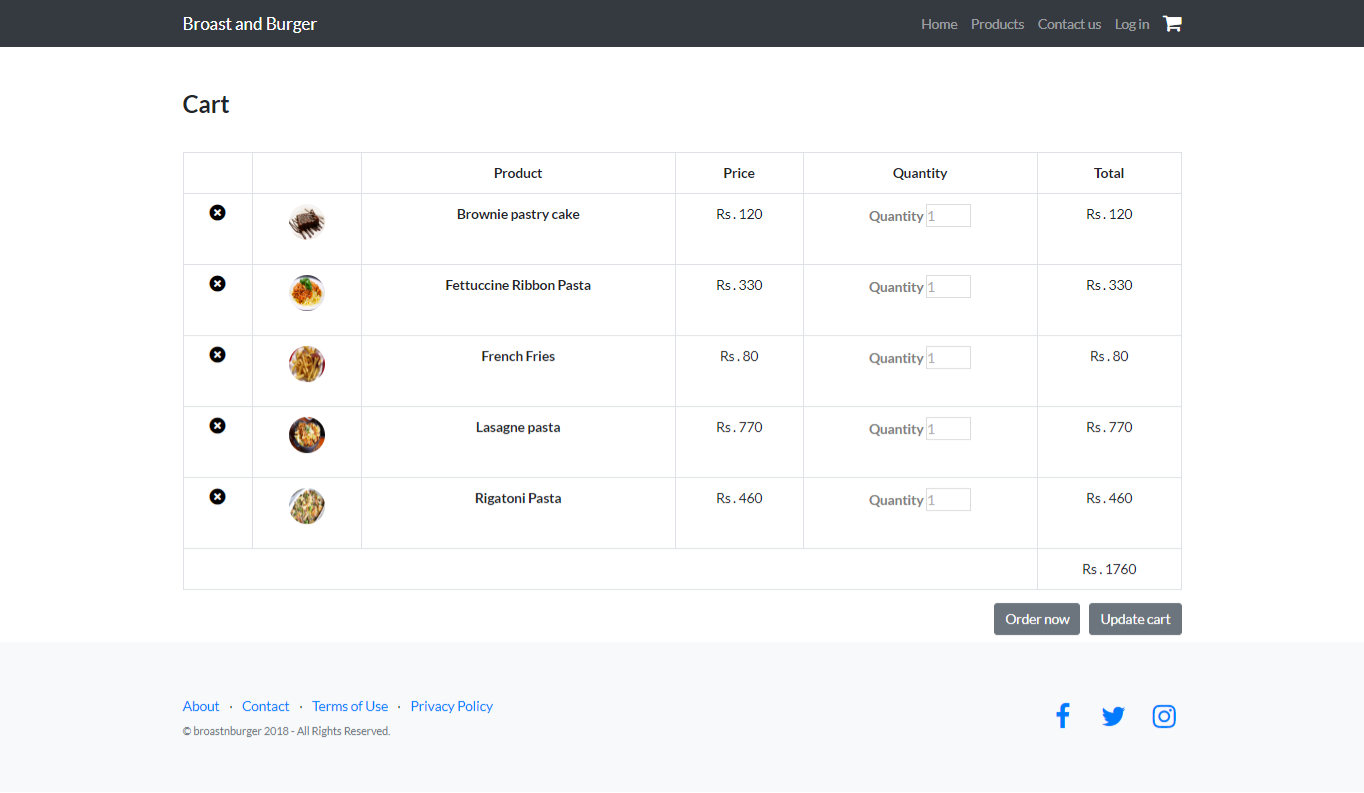 Broast and Burger Home Products Contact us Log in
Cart
Product Price Quantity Total
Brownie pastry cake Rs.120 Quantity 1 Rs.120
Fettuccine Ribbon Pasta Rs.330 Quantity 1 Rs.330
French Fries Rs.80 Quantity 1 Rs.80
Lasagne pasta Rs.770 Quantity 1 Rs.770
Rigatoni Pasta Rs.460 Quantity 1 Rs.460
Rs.1760
Order now Update cart
About · Contact · Terms of Use · Privacy Policy
© broastnburger 2018 - All Rights Reserved.